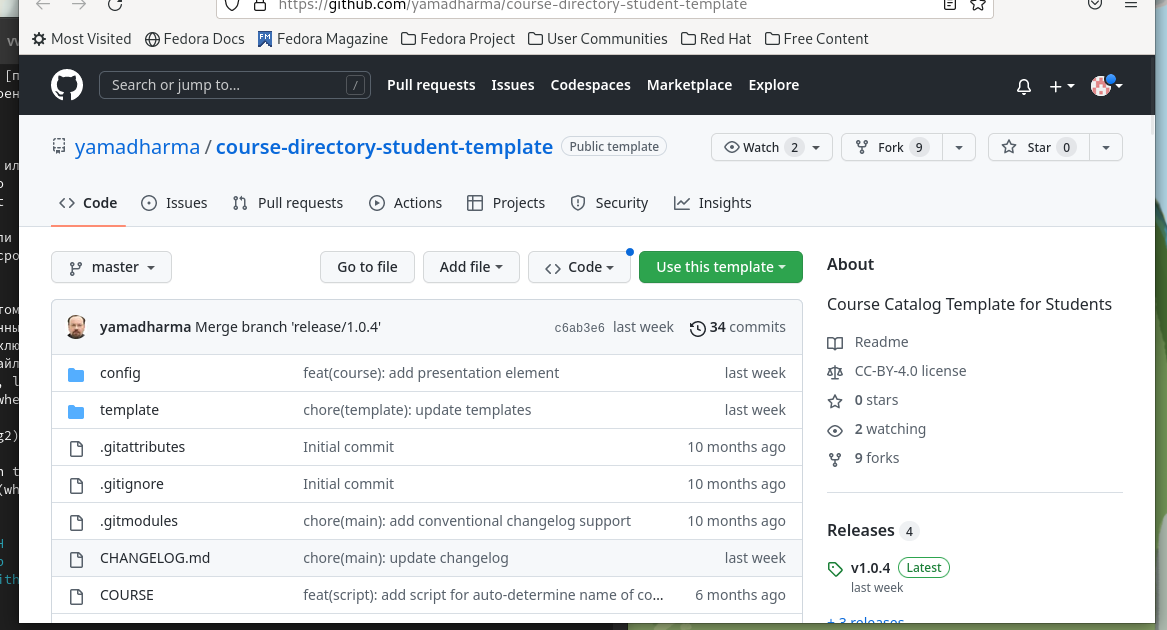 https://github.com/yamadharma/course-directory-student-template
Most Visited Fedora Docs Fedora Magazine Fedora Project User Communities Red Hat Free Content
Search or jump to... / Pull requests Issues Codespaces Marketplace Explore
yamadharma / course-directory-student-template Public template Watch 2 Fork 9 Star 0
Code Issues Pull requests Actions Projects Security Insights
master Go to file Add file Code Use this template
yamadharma Merge branch 'release/1.0.4' c6ab3e6 last week 34 commits
config feat(course): add presentation element last week
template chore(template): update templates last week
.gitattributes Initial commit 10 months ago
.gitignore Initial commit 10 months ago
.gitmodules chore(main): add conventional changelog support 10 months ago
CHANGELOG.md chore(main): update changelog last week
COURSE feat(script): add script for auto-determine name of co... 6 months ago
About
Course Catalog Template for Students
Readme
CC-BY-4.0 license
0 stars
2 watching
9 forks
Releases 4
v1.0.4 Latest
last week
+ 3 releases